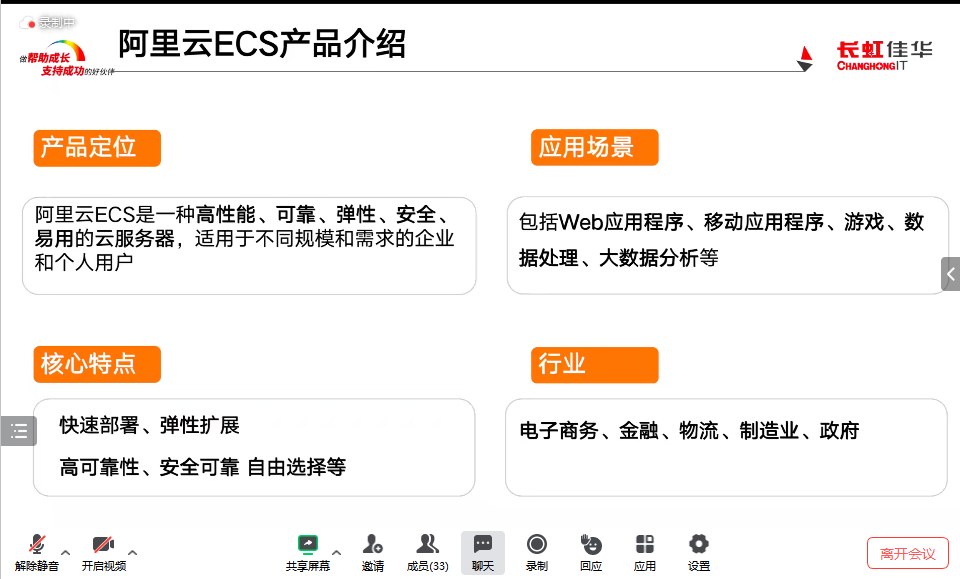 录制中
做帮助成长
支持成功的好伙伴
阿里云ECS产品介绍
长虹佳华
CHANGHONGIT
产品定位
阿里云ECS是一种高性能、可靠、弹性、安全、
易用的云服务器，适用于不同规模和需求的企业
和个人用户
应用场景
包括Web应用程序、移动应用程序、游戏、数
据处理、大数据分析等
核心特点
快速部署、弹性扩展
高可靠性、安全可靠 自由选择等
行业
电子商务、金融、物流、制造业、政府
解除静音
开启视频
共享屏幕
邀请
成员(33)
聊天
录制
回应
应用
设置
离开会议